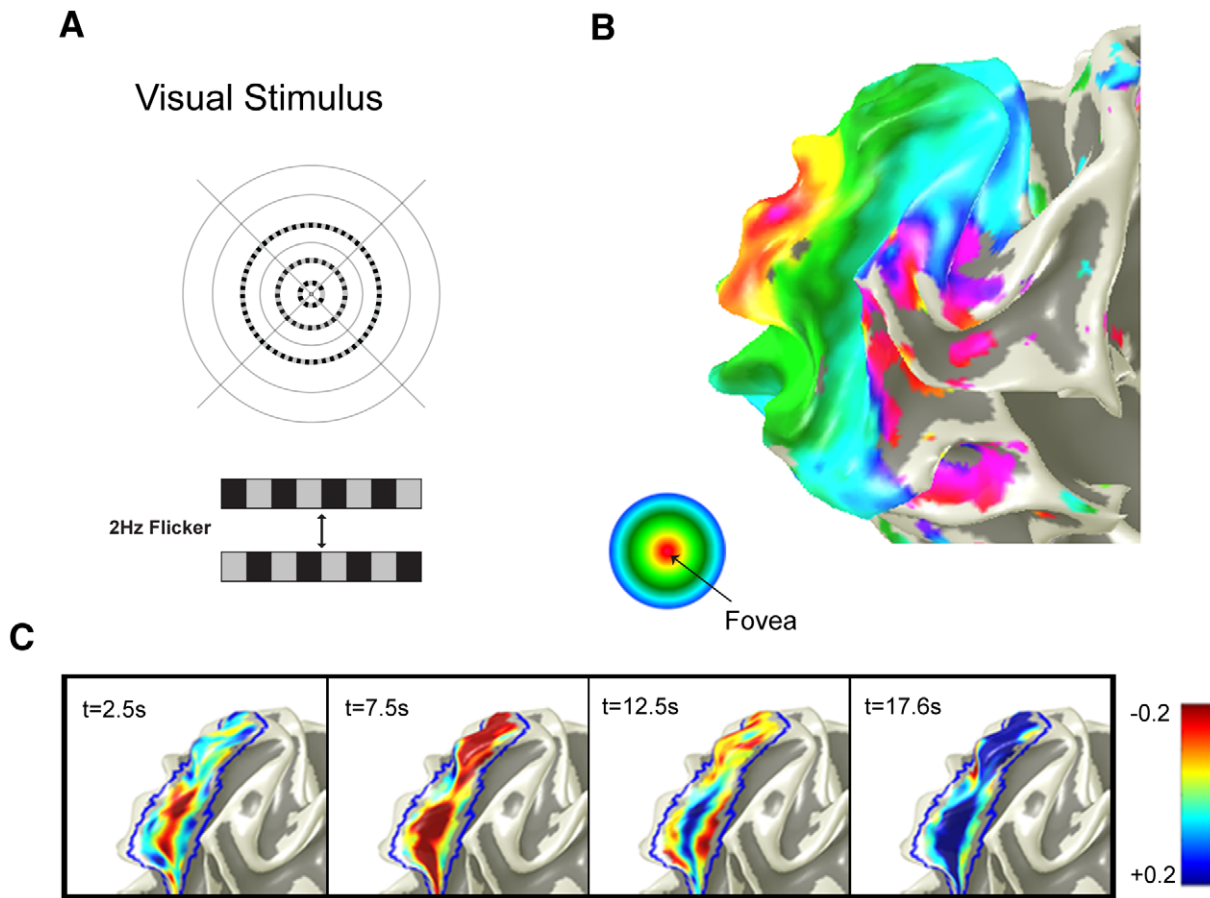 A
B
Visual Stimulus
2Hz Flicker
Fovea
C
t=2.5s
t=7.5s
t=12.5s
t=17.6s
-0.2
+0.2